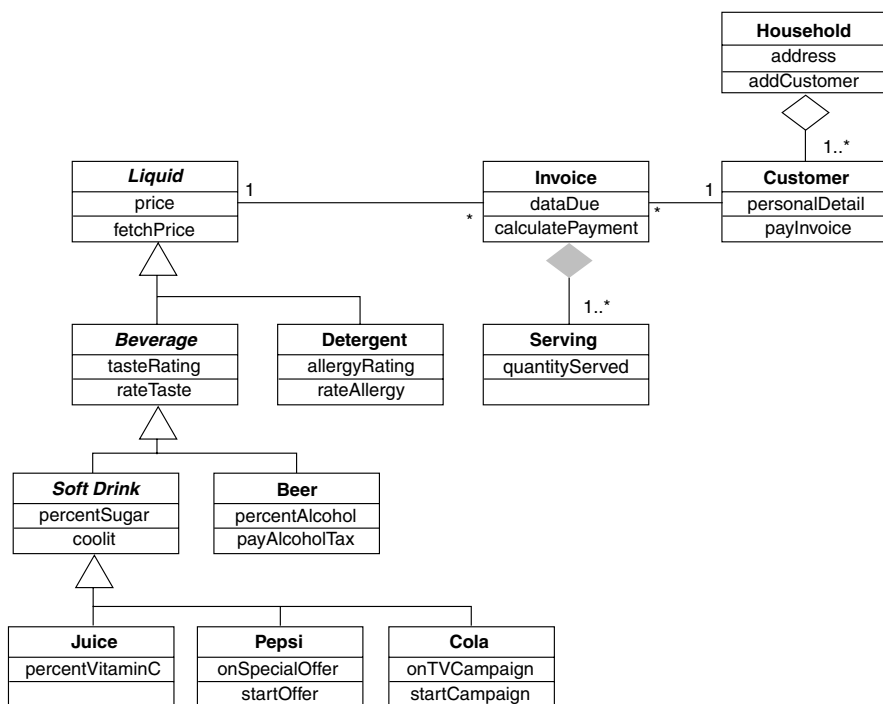 Household
address
addCustomer
1..*
Liquid
price
fetchPrice
1
*
Invoice
dataDue
calculatePayment
*
1
Customer
personalDetail
payInvoice
1..*
Beverage
tasteRating
rateTaste
Detergent
allergyRating
rateAllergy
Serving
quantityServed
Soft Drink
percentSugar
coolit
Beer
percentAlcohol
payAlcoholTax
Juice
percentVitaminC
Pepsi
onSpecialOffer
startOffer
Cola
onTVCampaign
startCampaign